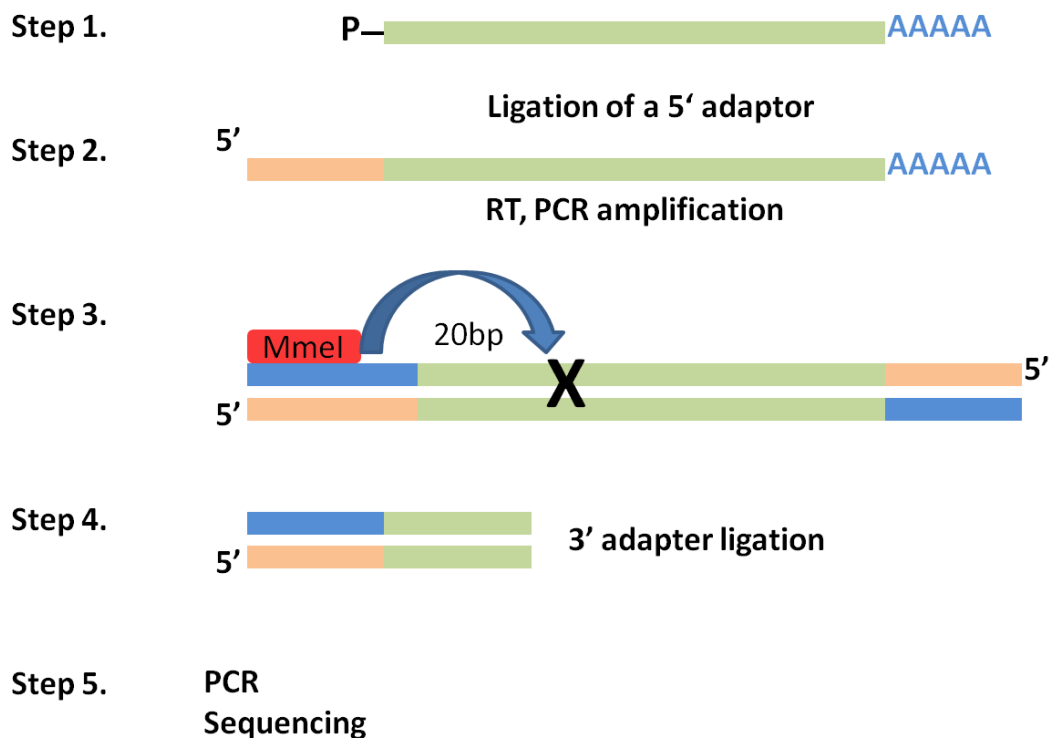 Step 1.
P
AAAAA
Ligation of a 5‘ adaptor
Step 2.
5’
AAAAA
RT, PCR amplification
Step 3.
MmeI
20bp
X
5’
5’
Step 4.
5’
3’ adapter ligation
Step 5.
PCR
Sequencing